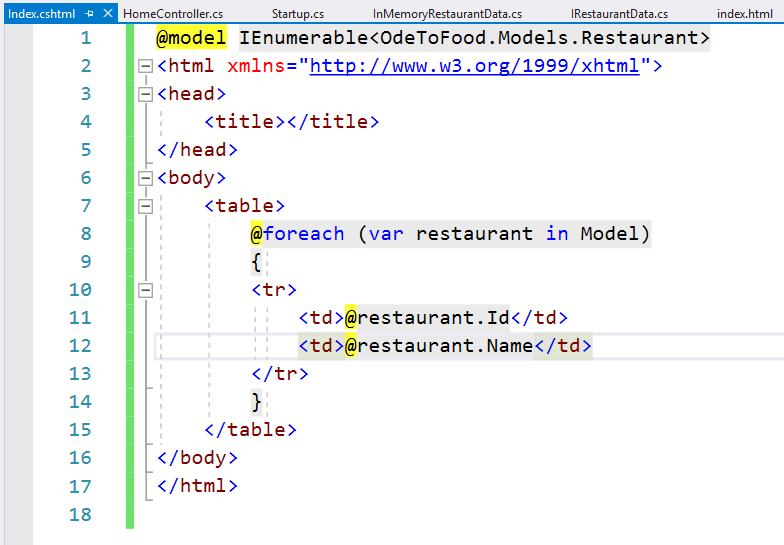 Index.cshtml HomeController.cs Startup.cs InMemoryRestaurantData.cs IRestaurantData.cs index.html
1 @model IEnumerable<OdeToFood.Models.Restaurant>
2 <html xmlns="http://www.w3.org/1999/xhtml">
3 <head>
4 <title></title>
5 </head>
6 <body>
7 <table>
8 @foreach (var restaurant in Model)
9 {
10 <tr>
11 <td>@restaurant.Id</td>
12 <td>@restaurant.Name</td>
13 </tr>
14 }
15 </table>
16 </body>
17 </html>
18